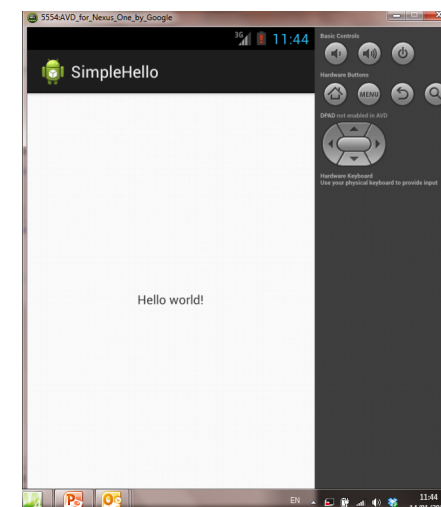 5554:AVD_for_Nexus_One_by_Google
3G 11:44
SimpleHello
Hello world!
Basic Controls
Hardware Buttons
MENU
DPAD not enabled in AVD
Hardware Keyboard
Use your physical keyboard to provide input
EN
11:44